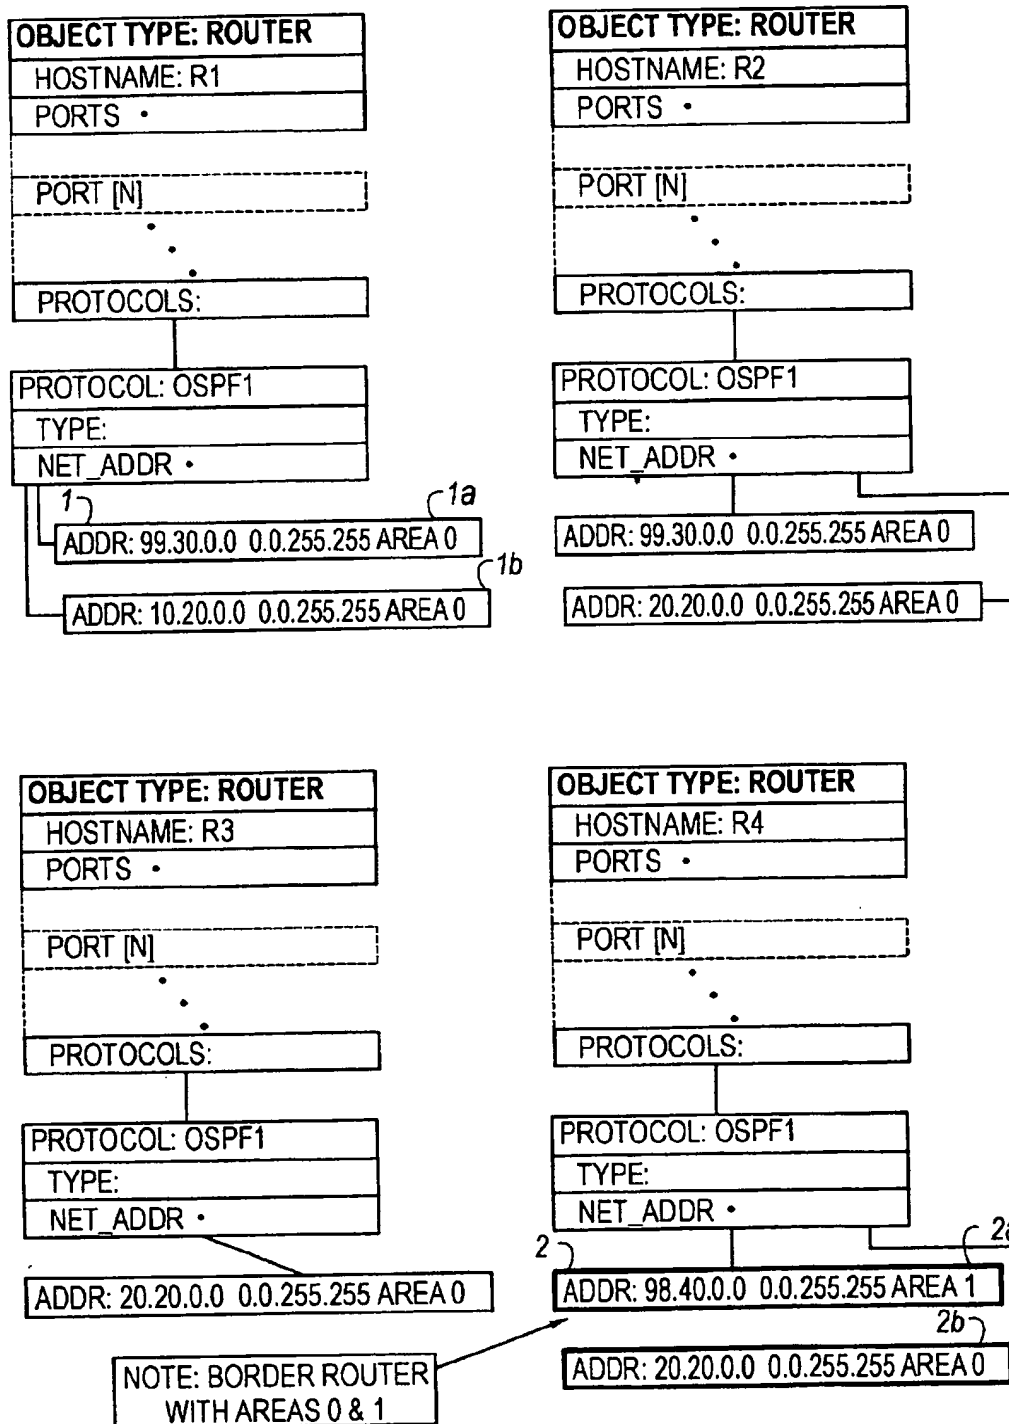 OBJECT TYPE: ROUTER
HOSTNAME: R1
PORTS •
PORT [N]
PROTOCOLS:
PROTOCOL: OSPF1
TYPE:
NET_ADDR •
1
1a
ADDR: 99.30.0.0 0.0.255.255 AREA 0
1b
ADDR: 10.20.0.0 0.0.255.255 AREA 0
OBJECT TYPE: ROUTER
HOSTNAME: R2
PORTS •
PORT [N]
PROTOCOLS:
PROTOCOL: OSPF1
TYPE:
NET_ADDR •
ADDR: 99.30.0.0 0.0.255.255 AREA 0
ADDR: 20.20.0.0 0.0.255.255 AREA 0
OBJECT TYPE: ROUTER
HOSTNAME: R3
PORTS •
PORT [N]
PROTOCOLS:
PROTOCOL: OSPF1
TYPE:
NET_ADDR •
ADDR: 20.20.0.0 0.0.255.255 AREA 0
OBJECT TYPE: ROUTER
HOSTNAME: R4
PORTS •
PORT [N]
PROTOCOLS:
PROTOCOL: OSPF1
TYPE:
NET_ADDR •
2
2a
ADDR: 98.40.0.0 0.0.255.255 AREA 1
2b
ADDR: 20.20.0.0 0.0.255.255 AREA 0
NOTE: BORDER ROUTER
WITH AREAS 0 & 1